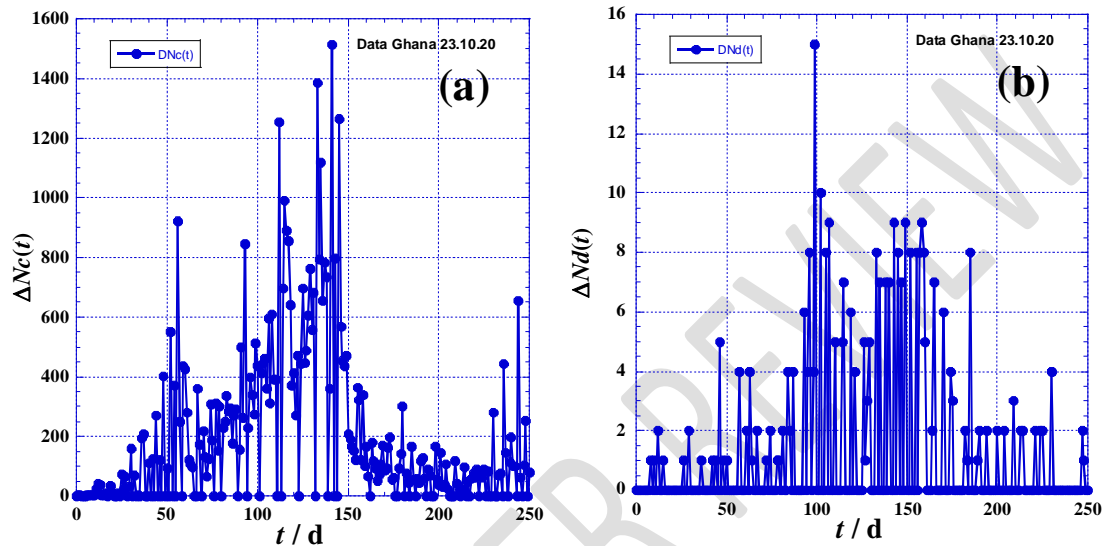 1600
1400
1200
1000
800
600
400
200
0
ΔNc(t)
DNc(t)
Data Ghana 23.10.20
(a)
0 50 100 150 200 250
t / d
16
14
12
10
8
6
4
2
0
ΔNd(t)
DNd(t)
Data Ghana 23.10.20
(b)
0 50 100 150 200 250
t / d
ER REVIEW